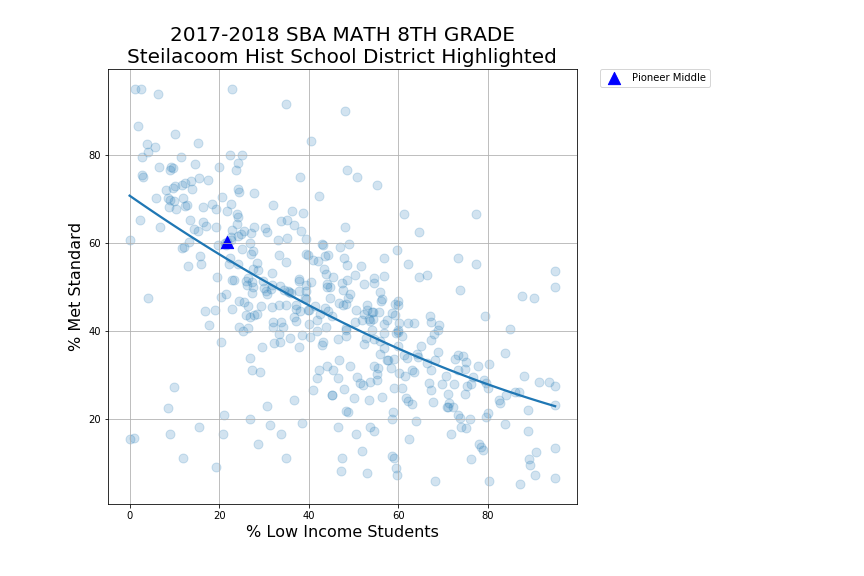 2017-2018 SBA MATH 8TH GRADE
Steilacoom Hist School District Highlighted
Pioneer Middle
% Met Standard
80
60
40
20
0 20 40 60 80
% Low Income Students